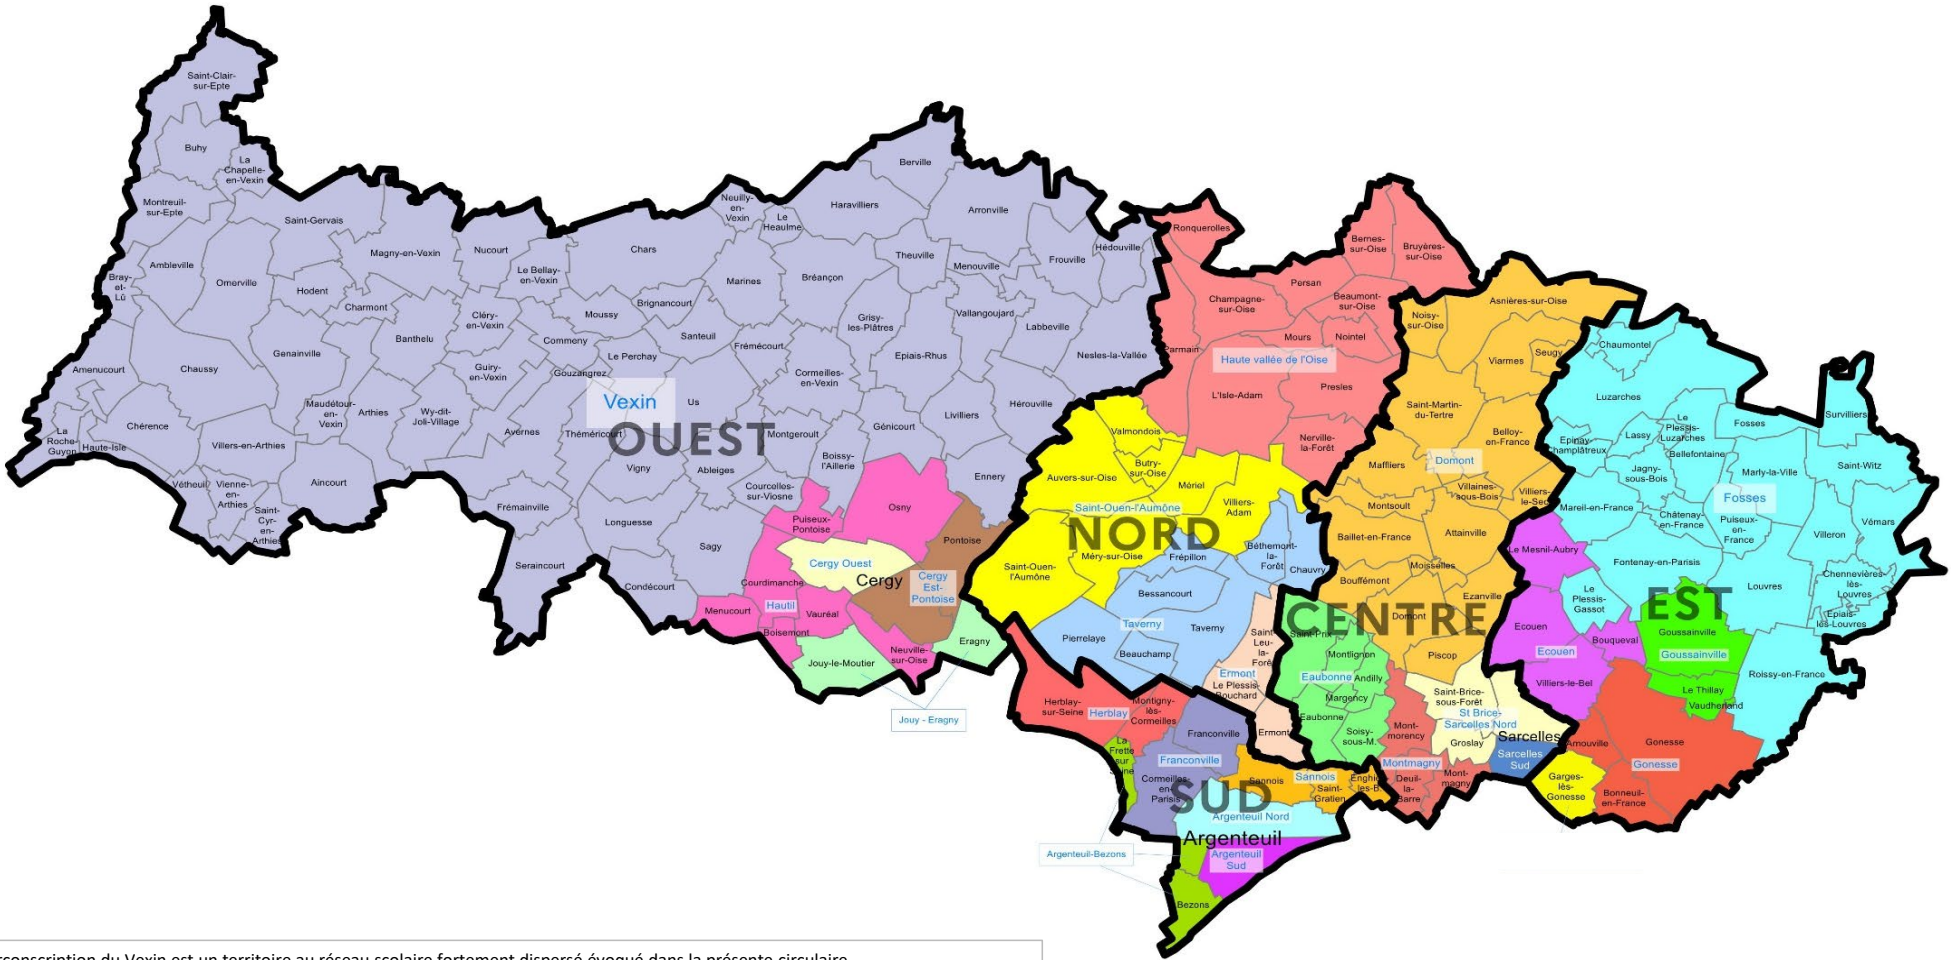 Saint-Clair-
sur-Epte
Buhy
La
Chapelle-
en-Vexin
Montreuil-
sur-Epte
Saint-Gervais
Magny-en-Vexin
Nucourt
Ambleville
Bray-
et-
Lû
Omerville
Hodent
Charmont
Le Bellay-
en-Vexin
Chars
Neuilly-
en-
Vexin
Le
Heaulme
Haravilliers
Berville
Arronville
Theuville
Menouville
Frouville
Hédouville
Marines
Bréançon
Brignancourt
Moussy
Cléry-
en-Vexin
Banthelu
Genainville
Chaussy
Amenucourt
Commeny
Le Perchay
Santeuil
Frémécourt
Grisy-
les-Plâtres
Vallangoujard
Labbeville
Nesles-la-Vallée
Epiais-Rhus
Cormeilles-
en-Vexin
Gouzangrez
Guiry-
en-Vexin
Maudétour-
en-
Vexin
Arthies
Wy-dit-
Joli-Village
Chérence
La
Roche-
Guyon
Haute-Isle
Villers-en-Arthies
Vétheuil
Vienne-
en-
Arthies
Saint-
Cyr-
en-
Arthies
Aincourt
Avernes
Théméricourt
Vexin
OUEST
Us
Vigny
Ableiges
Montgeroult
Boissy-
l'Aillerie
Courcelles-
sur-Viosne
Génicourt
Livilliers
Hérouville
Ennery
Frémainville
Longuesse
Seraincourt
Condécourt
Sagy
Puiseux-
Pontoise
Osny
Pontoise
Cergy Ouest
Cergy
Cergy
Est-
Pontoise
Courdimanche
Hautil
Vauréal
Menucourt
Boisemont
Jouy-le-Moutier
Neuville-
sur-Oise
Eragny
Jouy - Eragny
Ronquerolles
Bernes-
sur-Oise
Bruyères-
sur-Oise
Persan
Champagne-
sur-Oise
Beaumont-
sur-Oise
Mours
Nointel
Parmain
Haute vallée de l'Oise
L'Isle-Adam
Presles
Nerville-
la-Forêt
Valmondois
Butry-
sur-Oise
Auvers-sur-Oise
Mériel
Villiers-
Adam
Saint-Ouen-l'Aumône
NORD
Méry-sur-Oise
Saint-Ouen-
l'Aumône
Frépillon
Béthemont-
la-
Forêt
Chauvry
Bessancourt
Taverny
Taverny
Pierrelaye
Beauchamp
Saint-
Leu-
la-
Forê
Ermont
Le Plessis-
Bouchard
Ermont
Asnières-sur-Oise
Noisy-
sur-Oise
Viarmes
Seugy
Saint-Martin-
du-Tertre
Belloy-
en-France
Maffliers
Domont
Villaines-
sous-Bois
Villiers-
le-Sec
Montsoult
Baillet-en-France
Attainville
Moisselles
Bouffémont
Ezanville
CENTRE
Domont
Piscop
Saint-Prix
Montlignon
Eaubonne
Andilly
Margency
Eaubonne
Soisy-
sous-M.
Mont-
morency
Montmagny
Deuil-
la-
Barre
Mont-
magny
Saint-Brice-
sous-Forêt
St Brice-
Sarcelles Nord
Groslay
Sarcelles
Sarcelles
Sud
Chaumontel
Luzarches
Survilliers
Le
Plessis-
Luzarches
Fosses
Lassy
Bellefontaine
Epinay-
Champlâtreux
Jagny-
sous-Bois
Marly-la-Ville
Saint-Witz
Fosses
Mareil-en-France
Châtenay-
en-France
Puiseux-
en-
France
Villeron
Vémars
Le Mesnil-Aubry
Fontenay-en-Parisis
Louvres
Chennevières-
lès-
Louvres
Epiais-
lès-Louvres
Le
Plessis-
Gassot
EST
Goussainville
Goussainville
Ecouen
Bouqueval
Ecouen
Villiers-le-Bel
Le Thillay
Vaudherland
Roissy-en-France
Arnouville
Gonesse
Gonesse
Garges-
lès-
Gonesse
Bonneuil-
en-France
Herblay-
sur-Seine
Herblay
Montigny-
lès-
Cormeilles
La
Frette
sur
Seine
Franconville
Franconville
Cormeilles-
en-
Parisis
SUD
Sannois
Sannois
Saint-
Gratien
Enghien
les-B.
Argenteuil Nord
Argenteuil
Argenteuil
Sud
Argenteuil-Bezons
Bezons
rconscription du Vexin est un territoire au réseau scolaire fortement dispersé évoqué dans la présente circulaire